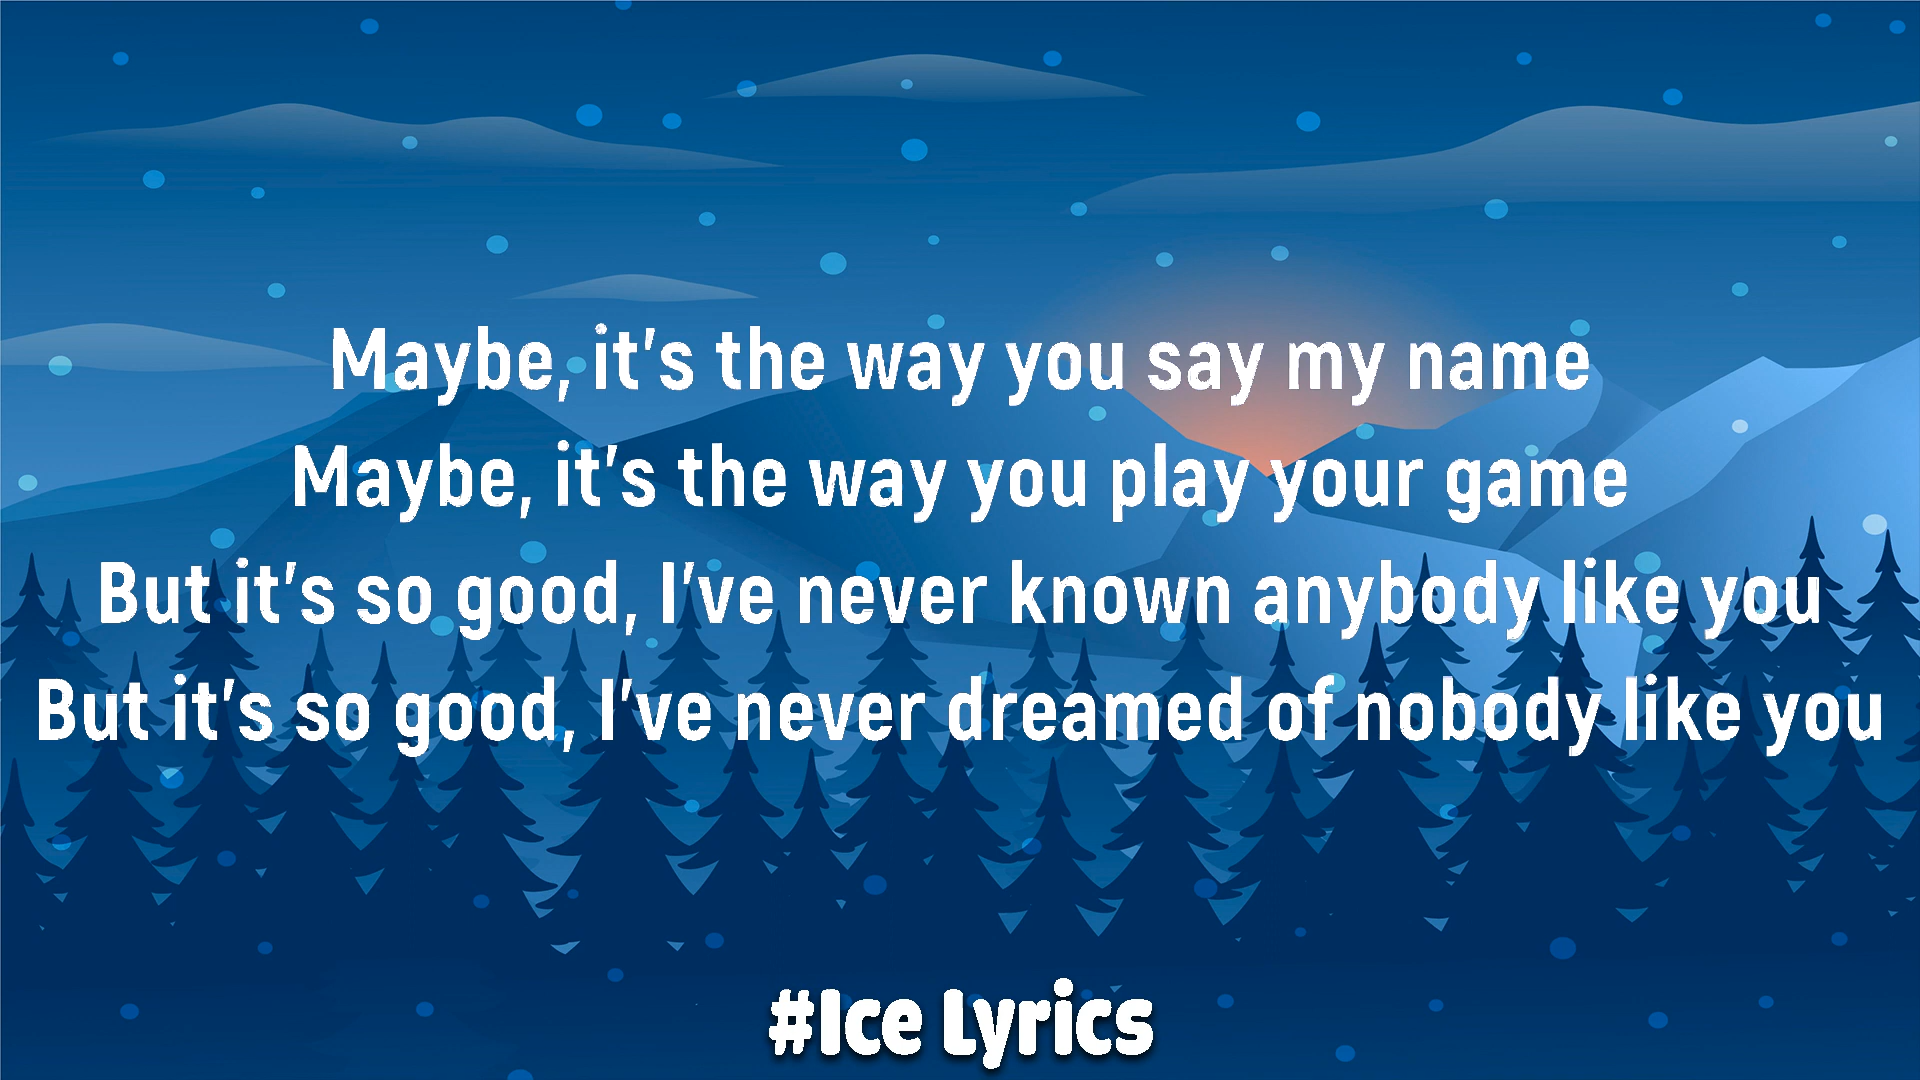 Maybe, it's the way you say my name
Maybe, it's the way you play your game
But it's so good, I've never known anybody like you
But it's so good, I've never dreamed of nobody like you
#Ice Lyrics